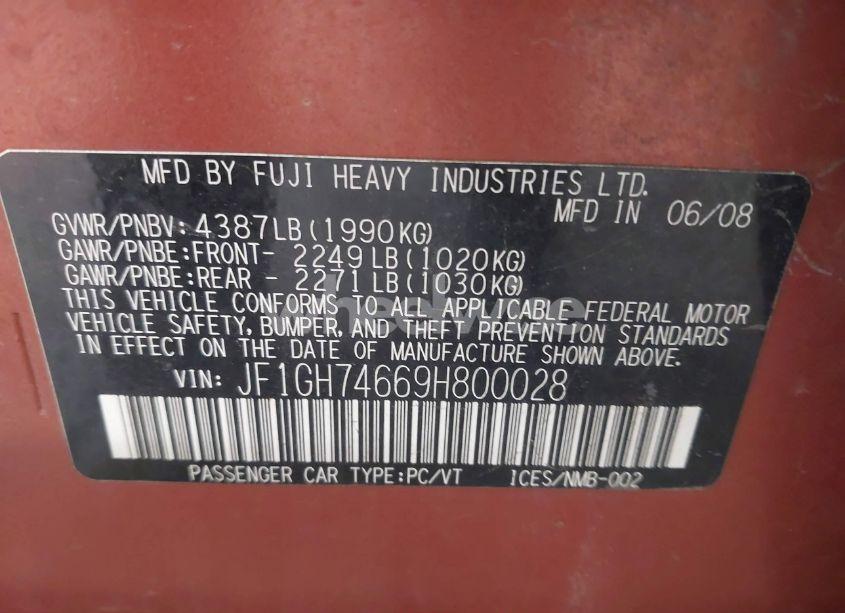 MFD BY FUJI HEAVY INDUSTRIES LTD.
MFD IN 06/08
GVWR/PNBV: 4387LB(1990KG)
GAWR/PNBE:FRONT- 2249LB(1020KG)
GAWR/PNBE:REAR - 2271LB(1030KG)
THIS VEHICLE CONFORMS TO ALL APPLICABLE FEDERAL MOTOR
VEHICLE SAFETY, BUMPER, AND THEFT PREVENTION STANDARDS
IN EFFECT ON THE DATE OF MANUFACTURE SHOWN ABOVE.
VIN: JF1GH74669H800028
PASSENGER CAR TYPE:PC/VT ICES/NMB-002